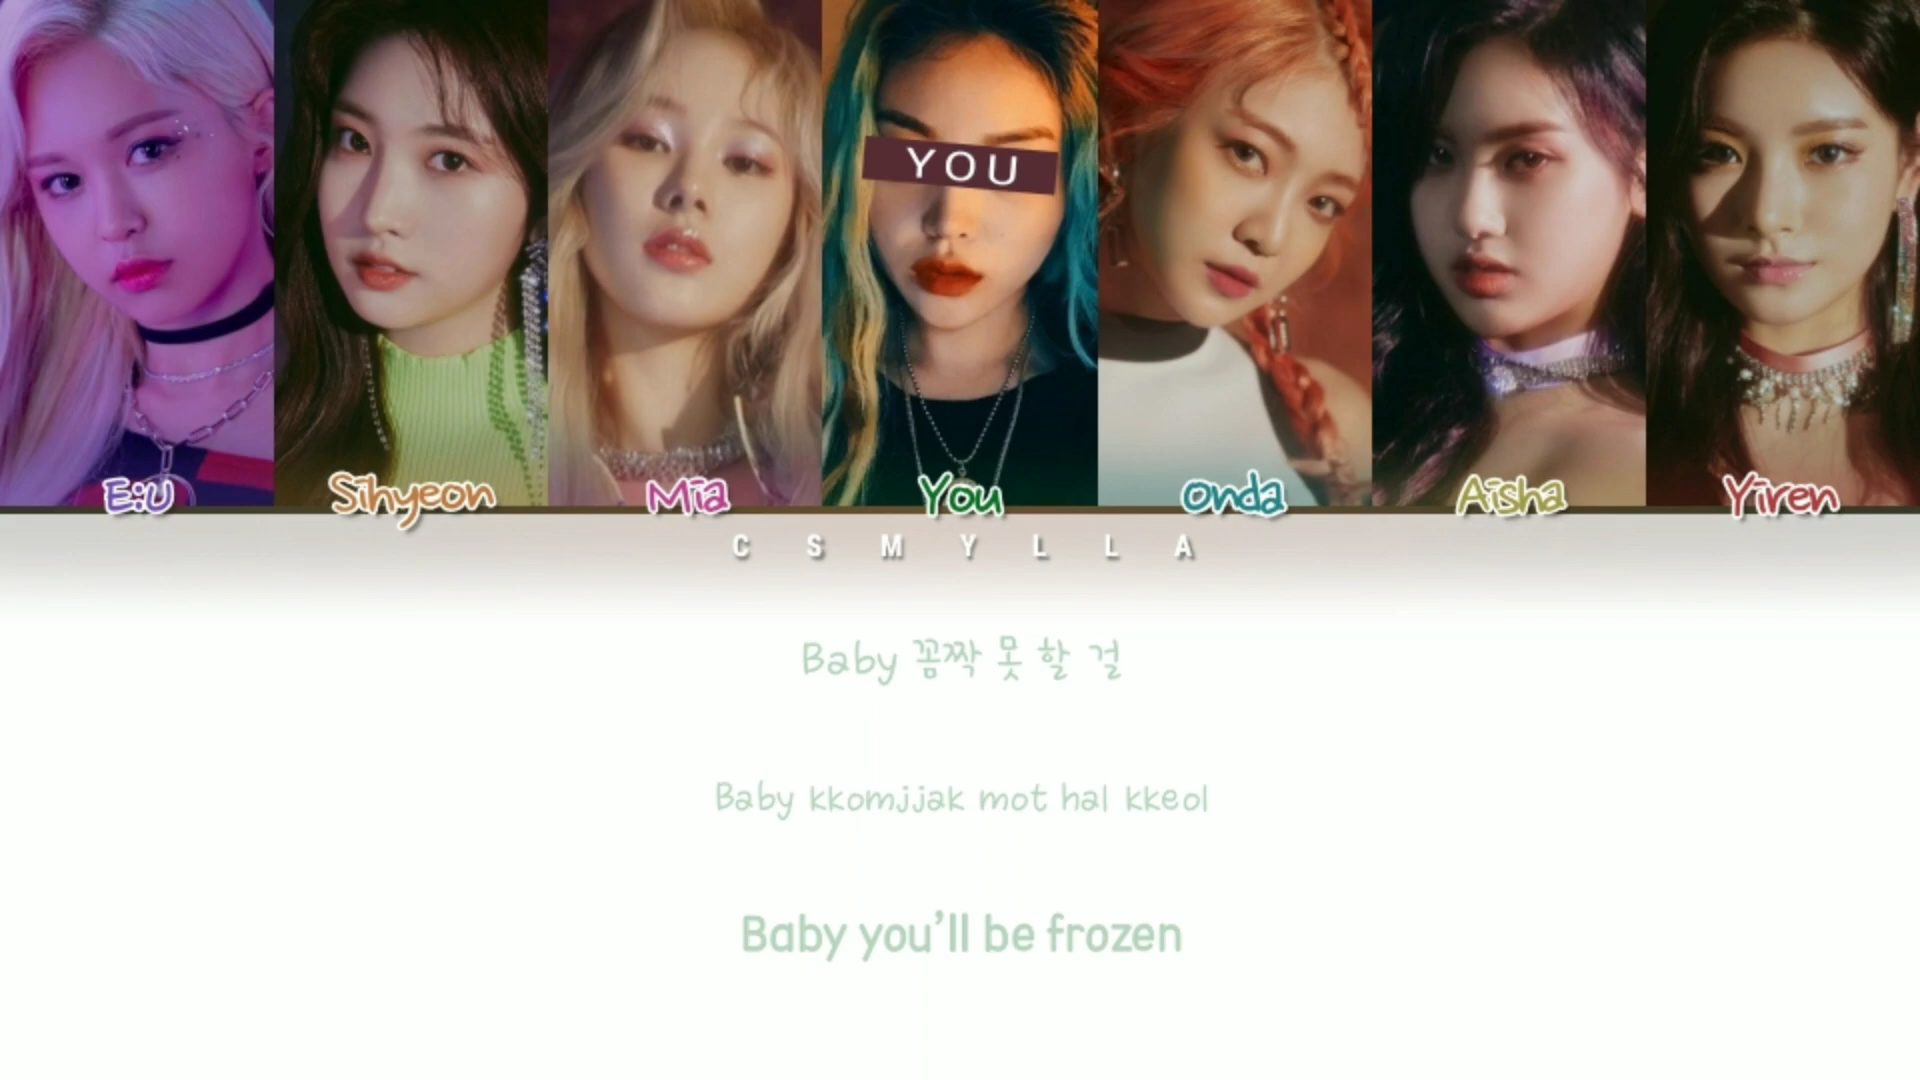 YOU
E:U Sihyeon Mia You Onda Aisha Yiren
C S M Y L L A
Baby 꼼짝 못 할 걸
Baby kkomjjak mot hal kkeol
Baby you'll be frozen